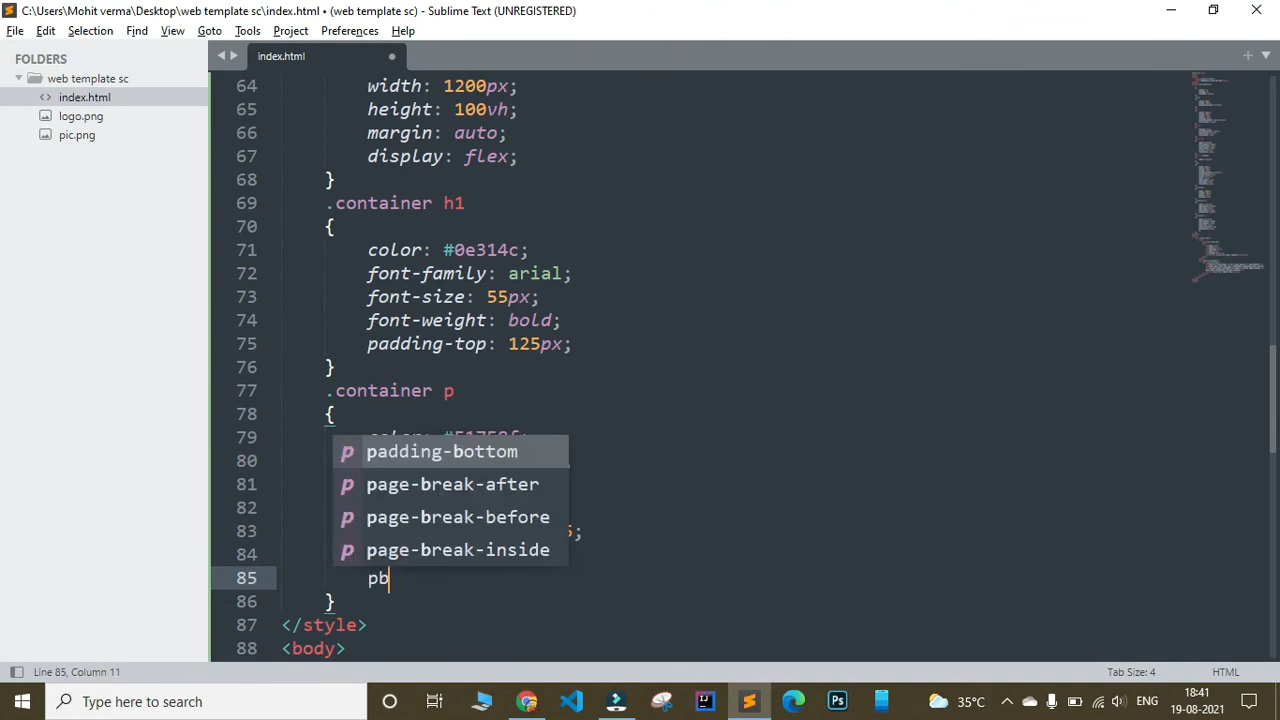 C:\Users\Mohit verma\Desktop\web template sc\index.html • (web template sc) - Sublime Text (UNREGISTERED)
File Edit Selection Find View Goto Tools Project Preferences Help
FOLDERS
web template sc
index.html
logo.png
pic.png
index.html
64 width: 1200px;
65 height: 100vh;
66 margin: auto;
67 display: flex;
68 }
69 .container h1
70 {
71 color: #0e314c;
72 font-family: arial;
73 font-size: 55px;
74 font-weight: bold;
75 padding-top: 125px;
76 }
77 .container p
78 {
79
80
81
82
83 ;
84
85 pb
86 }
87 </style>
88 <body>
p padding-bottom
p page-break-after
p page-break-before
p page-break-inside
Line 85, Column 11
Tab Size: 4
HTML
Type here to search
35°C
ENG
18:41
19-08-2021